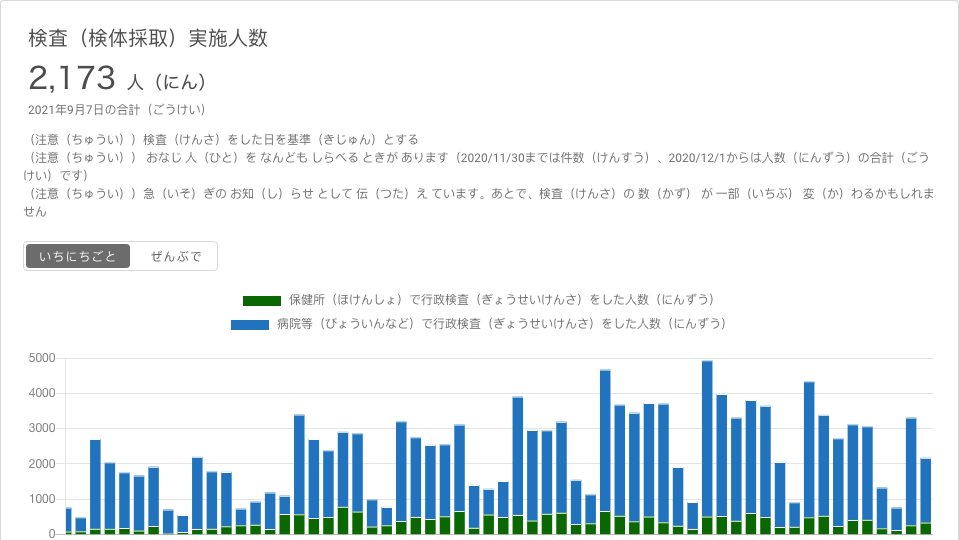 検査（検体採取）実施人数
2,173 人（にん）
2021年9月7日の合計（ごうけい）
（注意（ちゅうい））検査（けんさ）をした日を基準（きじゅん）とする
（注意（ちゅうい）） おなじ 人（ひと）を なんども しらべる ときが あります（2020/11/30までは件数（けんすう）、2020/12/1からは人数（にんずう）の合計（ごう
けい）です）
（注意（ちゅうい））急（いそ）ぎの お知（し）らせ として 伝（つた）え ています。あとで、検査（けんさ）の 数（かず） が 一部（いちぶ） 変（か）わるかもしれま
せん
いちにちごと ぜんぶで
保健所（ほけんしょ）で行政検査（ぎょうせいけんさ）をした人数（にんずう）
病院等（びょういんなど）で行政検査（ぎょうせいけんさ）をした人数（にんずう）
5000
4000
3000
2000
1000
0